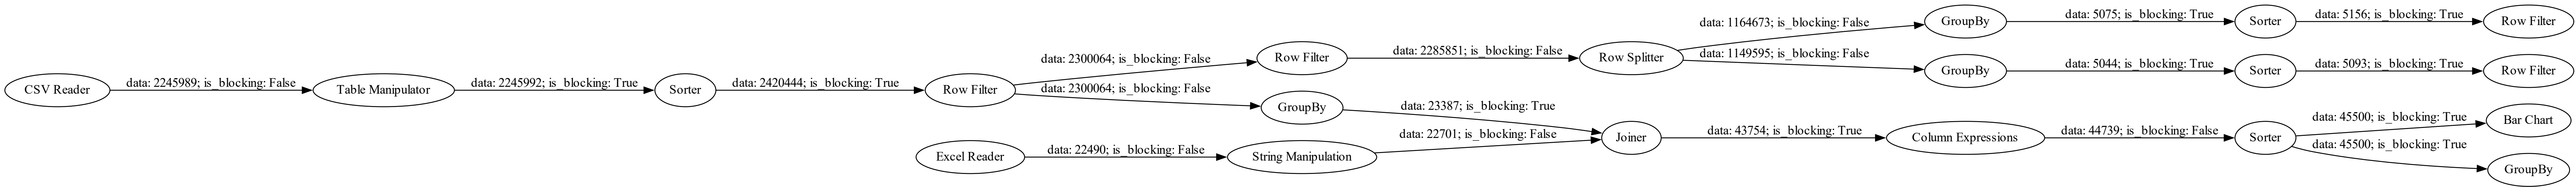 CSV Reader
data: 2245989; is_blocking: False
Table Manipulator
data: 2245992; is_blocking: True
Sorter
data: 2420444; is_blocking: True
Row Filter
data: 2300064; is_blocking: False
Row Filter
data: 2285851; is_blocking: False
Row Splitter
data: 1164673; is_blocking: False
GroupBy
data: 5075; is_blocking: True
Sorter
data: 5156; is_blocking: True
Row Filter
data: 1149595; is_blocking: False
GroupBy
data: 5044; is_blocking: True
Sorter
data: 5093; is_blocking: True
Row Filter
data: 2300064; is_blocking: False
GroupBy
data: 23387; is_blocking: True
Excel Reader
data: 22490; is_blocking: False
String Manipulation
data: 22701; is_blocking: False
Joiner
data: 43754; is_blocking: True
Column Expressions
data: 44739; is_blocking: False
Sorter
data: 45500; is_blocking: True
Bar Chart
data: 45500; is_blocking: True
GroupBy